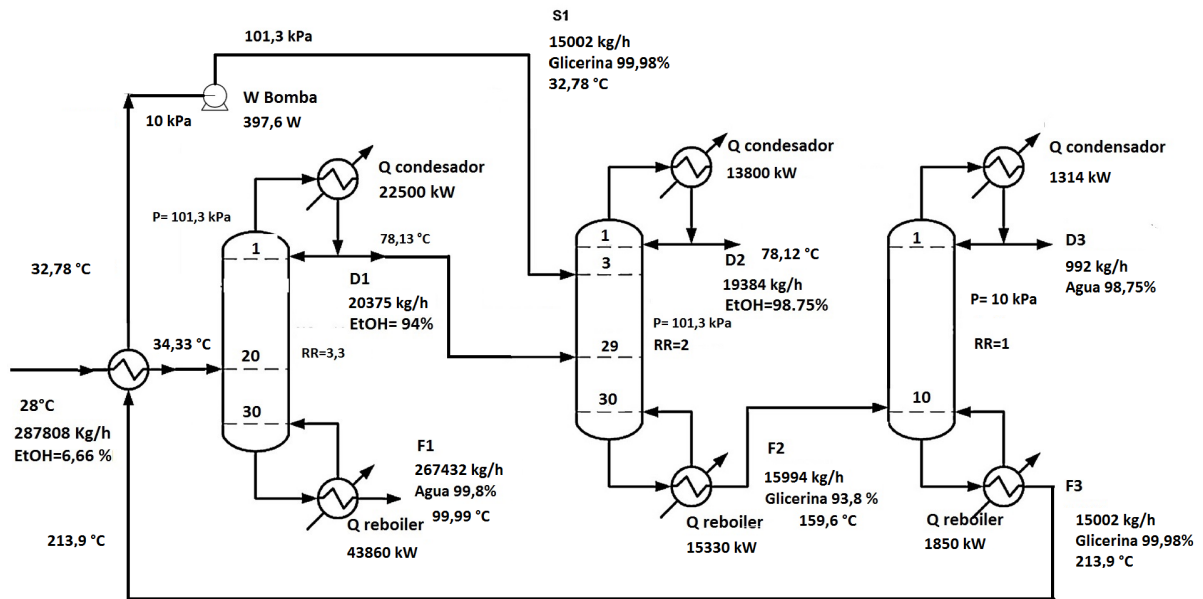 S1
15002 kg/h
Glicerina 99,98%
32,78 °C
101,3 kPa
10 kPa
W Bomba
397,6 W
32,78 °C
28°C
287808 Kg/h
EtOH=6,66 %
34,33 °C
213,9 °C
P= 101,3 kPa
1
20
30
RR=3,3
Q condesador
22500 kW
78,13 °C
D1
20375 kg/h
EtOH= 94%
F1
267432 kg/h
Agua 99,8%
99,99 °C
Q reboiler
43860 kW
1
3
29
30
P= 101,3 kPa
RR=2
Q condesador
13800 kW
D2
78,12 °C
19384 kg/h
EtOH=98.75%
F2
15994 kg/h
Glicerina 93,8 %
159,6 °C
Q reboiler
15330 kW
1
10
P= 10 kPa
RR=1
Q condensador
1314 kW
D3
992 kg/h
Agua 98,75%
Q reboiler
1850 kW
F3
15002 kg/h
Glicerina 99,98%
213,9 °C